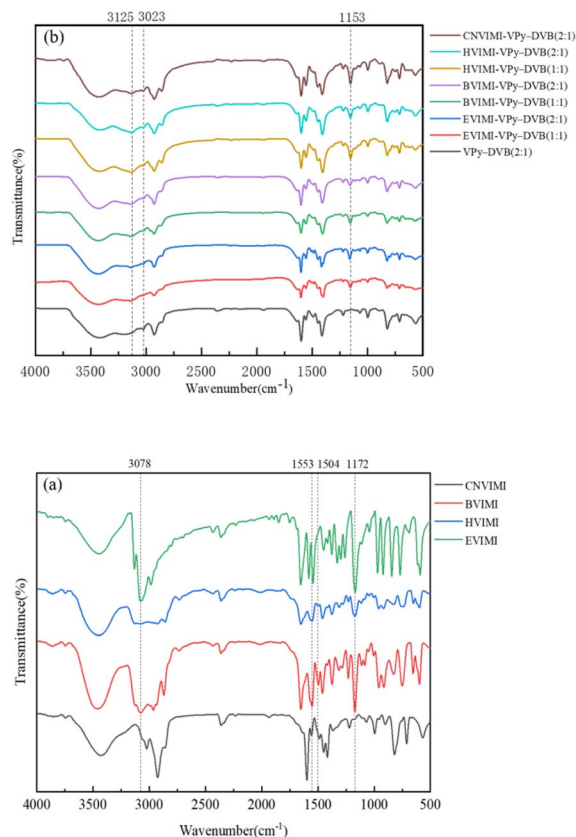 3125 3023 1153
(b)
CNVIMI-VPy–DVB(2:1)
HVIMI-VPy–DVB(2:1)
HVIMI-VPy–DVB(1:1)
BVIMI-VPy–DVB(2:1)
BVIMI-VPy–DVB(1:1)
EVIMI-VPy–DVB(2:1)
EVIMI-VPy–DVB(1:1)
VPy–DVB(2:1)
Transmittance(%)
4000 3500 3000 2500 2000 1500 1000 500
Wavenumber(cm⁻¹)
3078 1553 1504 1172
(a)
CNVIMI
BVIMI
HVIMI
EVIMI
Transmittance(%)
4000 3500 3000 2500 2000 1500 1000 500
Wavenumber(cm⁻¹)